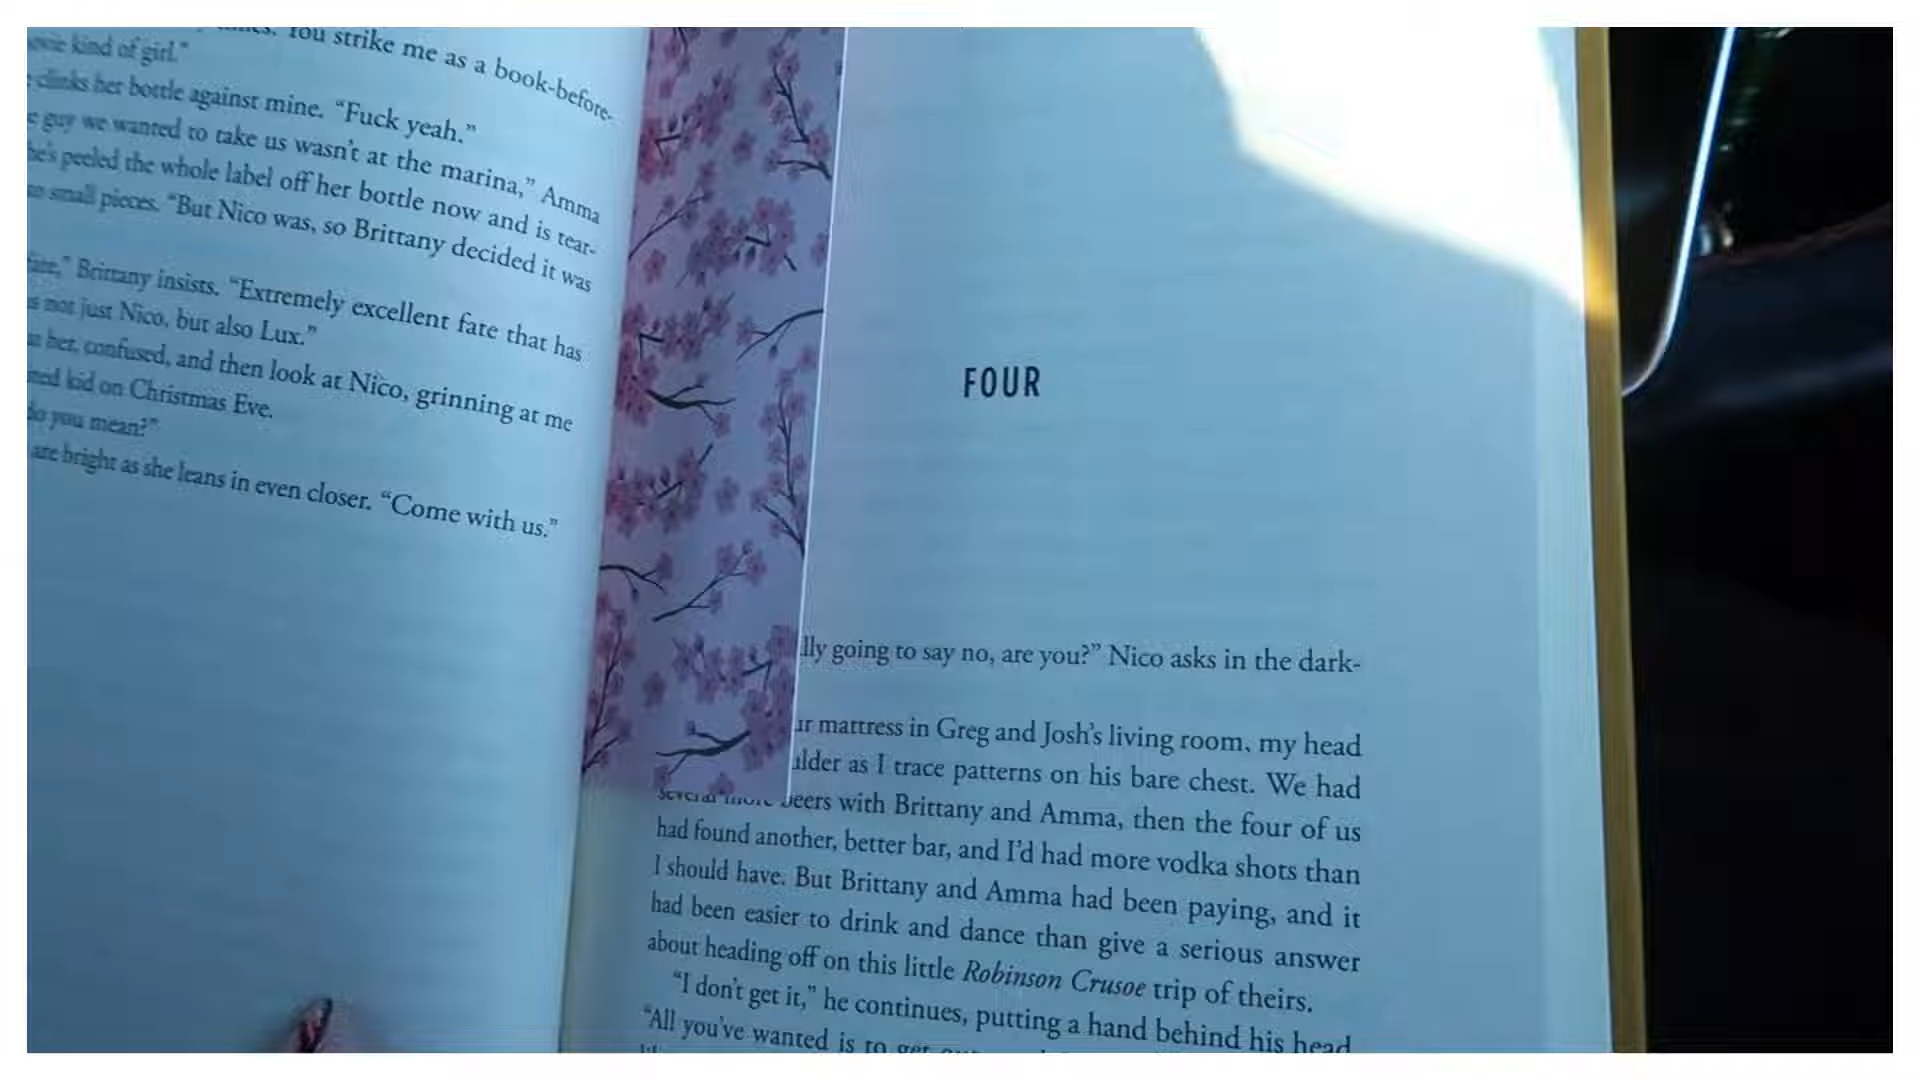 You strike me as a book-before-
kind of girl."
clinks her bottle against mine. "Fuck yeah."
guy we wanted to take us wasn't at the marina," Amma
he's peeled the whole label off her bottle now and is tear-
small pieces. "But Nico was, so Brittany decided it was
Brittany insists. "Extremely excellent fate that has
not just Nico, but also Lux."
her, confused, and then look at Nico, grinning at me
kid on Christmas Eve.
do you mean?"
are bright as she leans in even closer. "Come with us."
FOUR
lly going to say no, are you?" Nico asks in the dark-
mattress in Greg and Josh's living room, my head
ulder as I trace patterns on his bare chest. We had
several more beers with Brittany and Amma, then the four of us
had found another, better bar, and I'd had more vodka shots than
I should have. But Brittany and Amma had been paying, and it
had been easier to drink and dance than give a serious answer
about heading off on this little Robinson Crusoe trip of theirs.
"I don't get it," he continues, putting a hand behind his head
"All you've wanted is to get